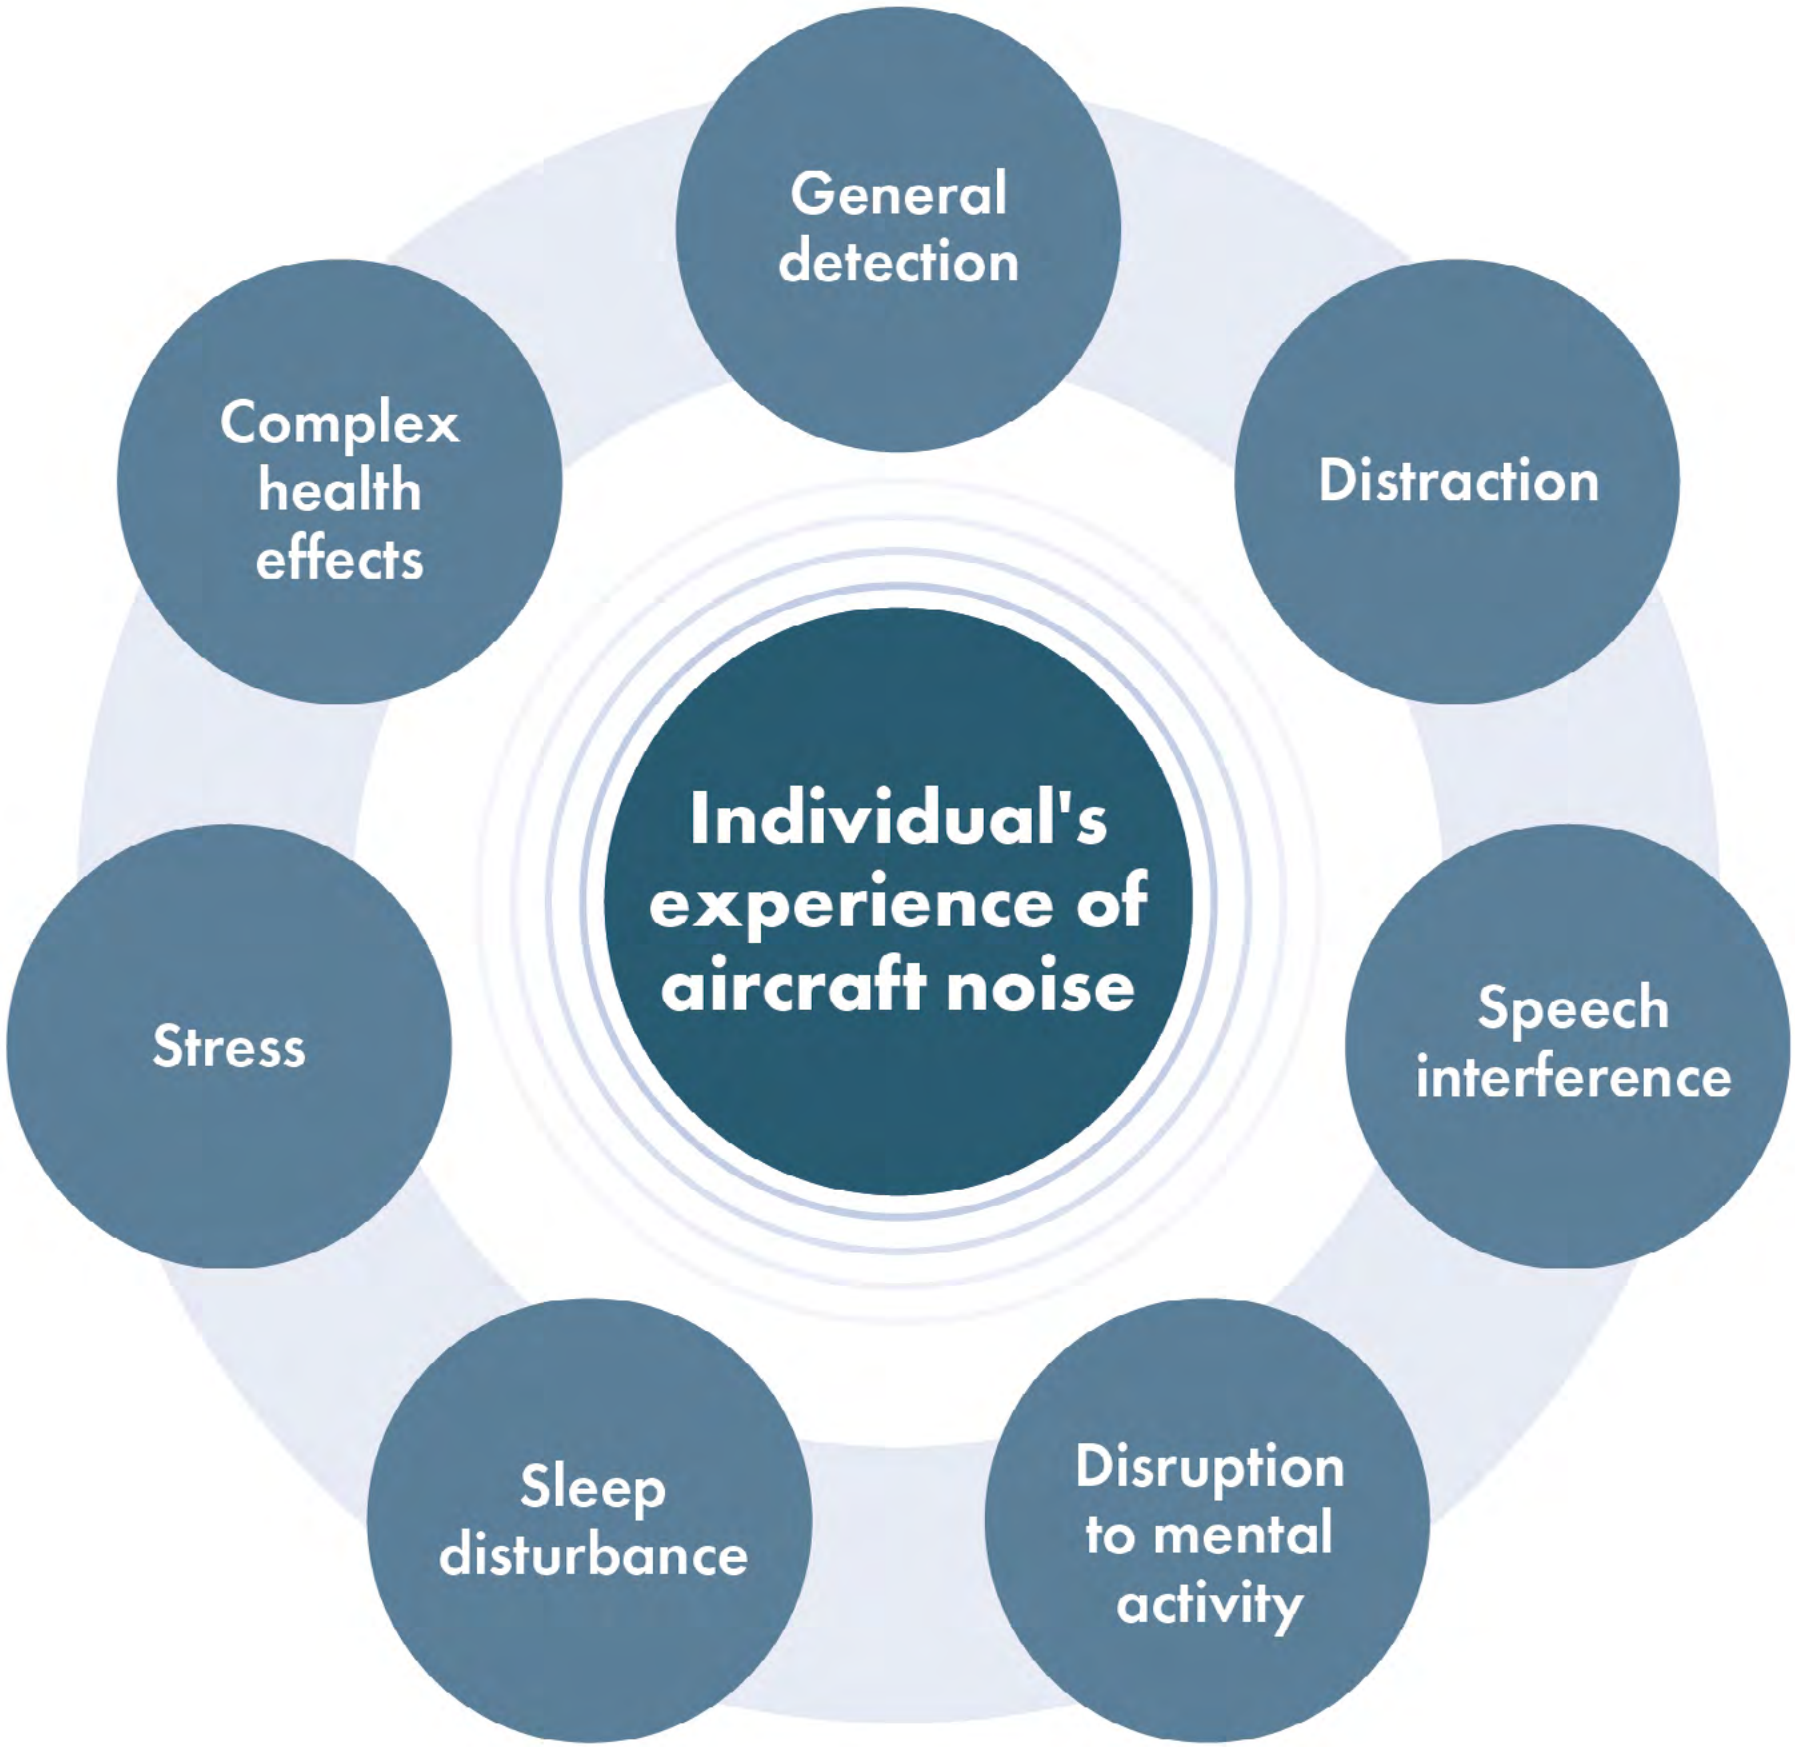 General
detection
Distraction
Speech
interference
Disruption
to mental
activity
Sleep
disturbance
Stress
Complex
health
effects
Individual's
experience of
aircraft noise